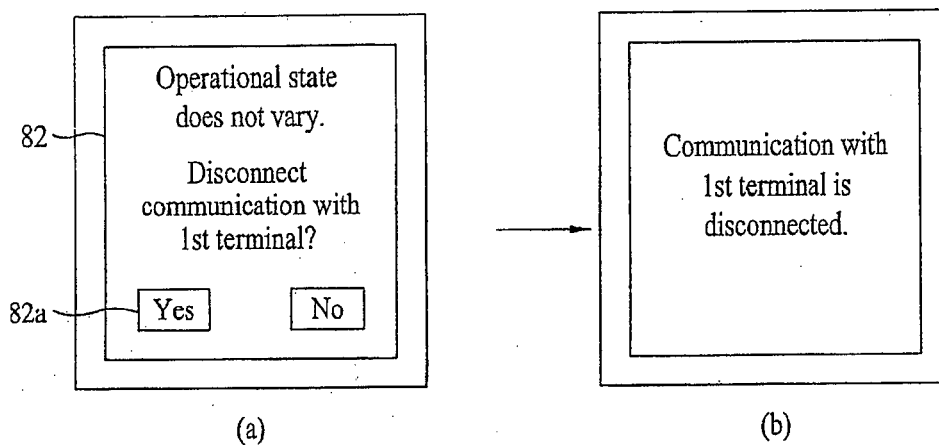 Operational state
does not vary.
82
Disconnect
communication with
1st terminal?
82a
Yes
No
(a)
Communication with
1st terminal is
disconnected.
(b)